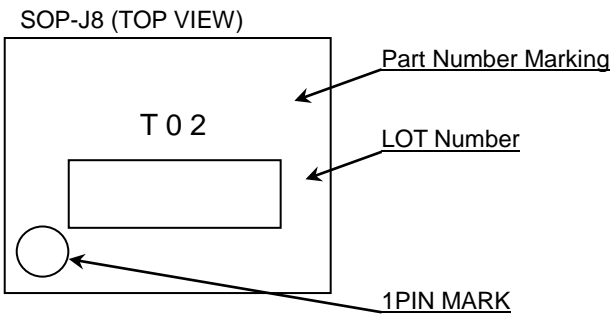 SOP-J8 (TOP VIEW)
Part Number Marking
T 0 2
LOT Number
1PIN MARK